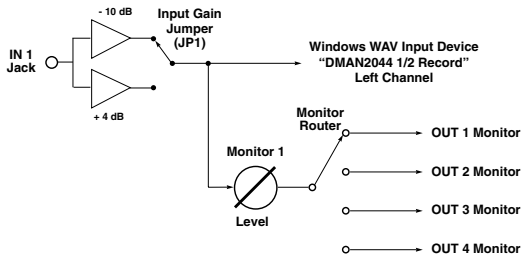 - 10 dB
Input Gain
Jumper
(JP1)
IN 1
Jack
+ 4 dB
Windows WAV Input Device
“DMAN2044 1/2 Record”
Left Channel
Monitor
Router
Monitor 1
Level
OUT 1 Monitor
OUT 2 Monitor
OUT 3 Monitor
OUT 4 Monitor